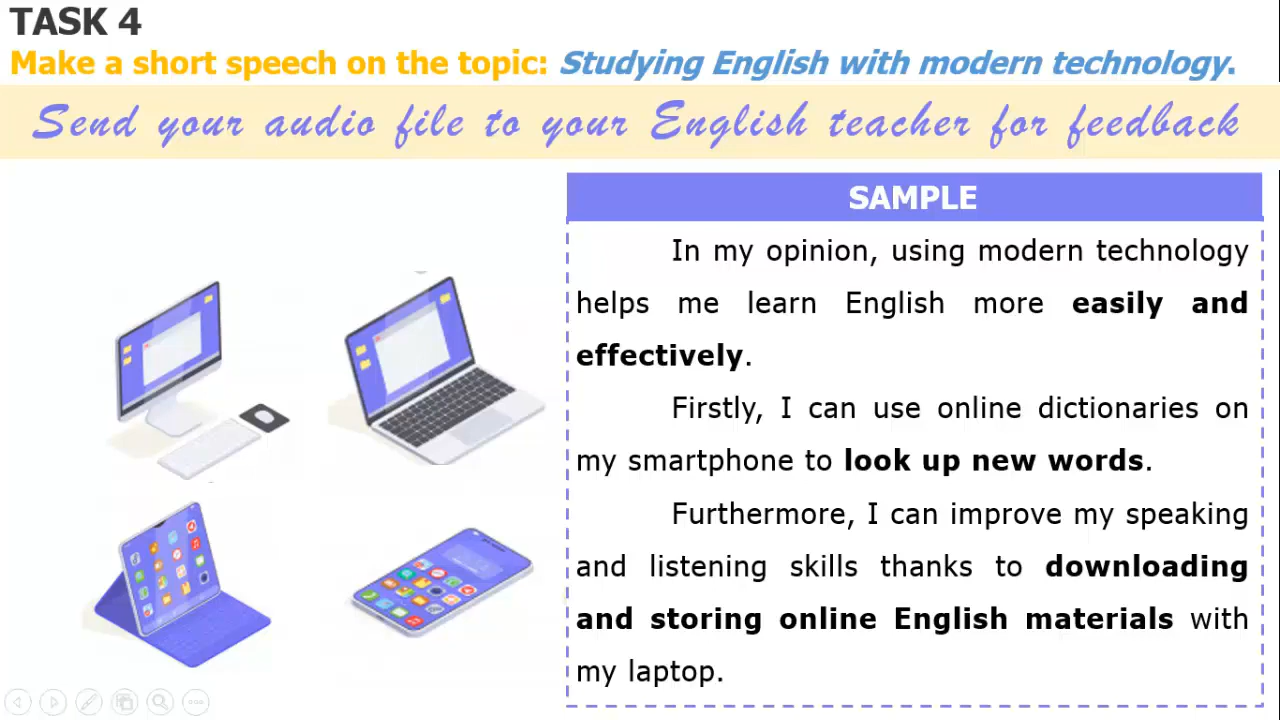 TASK 4
Make a short speech on the topic: Studying English with modern technology.
Send your audio file to your English teacher for feedback
SAMPLE
In my opinion, using modern technology
helps me learn English more easily and
effectively.
Firstly, I can use online dictionaries on
my smartphone to look up new words.
Furthermore, I can improve my speaking
and listening skills thanks to downloading
and storing online English materials with
my laptop.